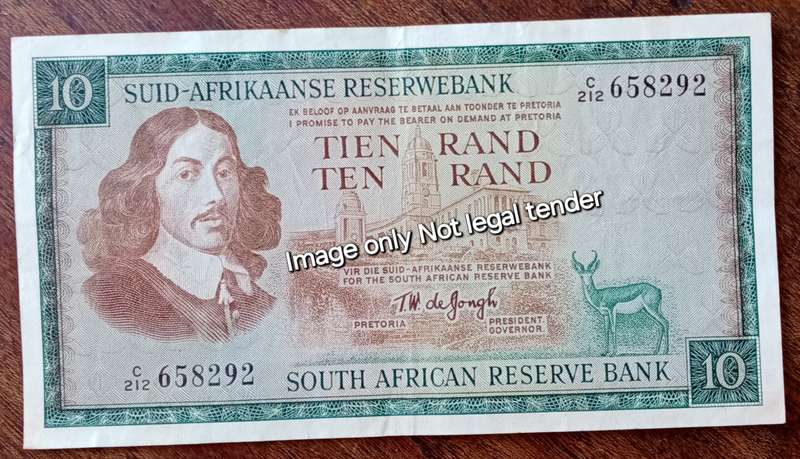 10
SUID-AFRIKAANSE RESERWEBANK
C/212 658292
EK BELOOF OP AANVRAAG TE BETAAL AAN TOONDER TE PRETORIA
I PROMISE TO PAY THE BEARER ON DEMAND AT PRETORIA
TIEN RAND
TEN RAND
Image only Not legal tender
VIR DIE SUID-AFRIKAANSE RESERWEBANK
FOR THE SOUTH AFRICAN RESERVE BANK
T.W. de Jongh
PRETORIA
PRESIDENT.
GOVERNOR.
C/212 658292
SOUTH AFRICAN RESERVE BANK
10